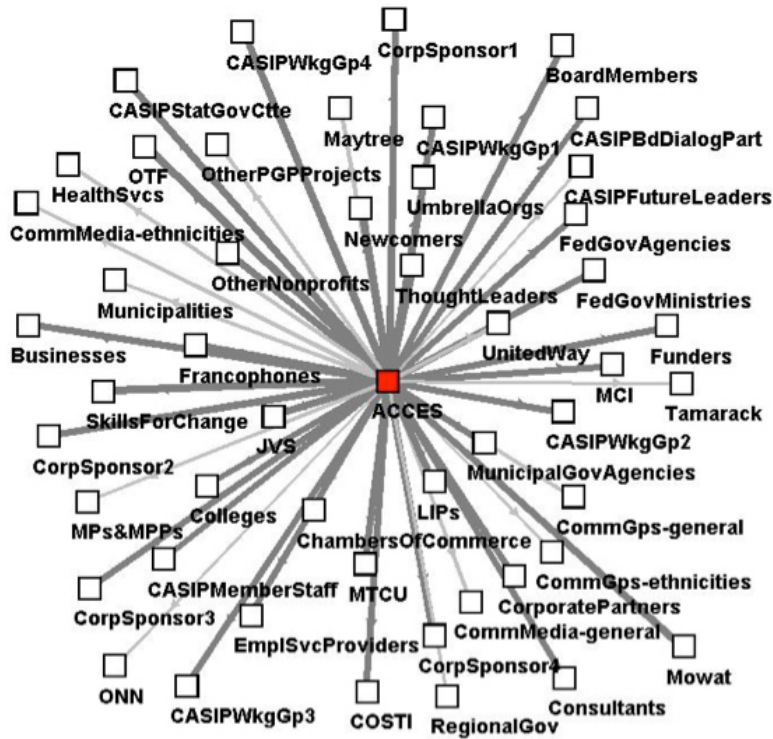 CorpSponsor1
CASIPWkgGp4
BoardMembers
CASIPStatGovCtte
Maytree
CASIPWkgGp1
CASIPBdDialogPart
OTF
OtherPGPProjects
HealthSvcs
UmbrellaOrgs
CASIPFutureLeaders
CommMedia-ethnicities
Newcomers
FedGovAgencies
OtherNonprofits
ThoughtLeaders
FedGovMinistries
Municipalities
Businesses
UnitedWay
Funders
Francophones
MCI
Tamarack
ACCES
SkillsForChange
JVS
CASIPWkgGp2
CorpSponsor2
MunicipalGovAgencies
LIPs
Colleges
CommGps-general
MPs&MPPs
ChambersOfCommerce
CommGps-ethnicities
CASIPMemberStaff
MTCU
CorporatePartners
CorpSponsor3
CommMedia-general
EmplSvcProviders
CorpSponsor4
Mowat
ONN
Consultants
CASIPWkgGp3
COSTI
RegionalGov